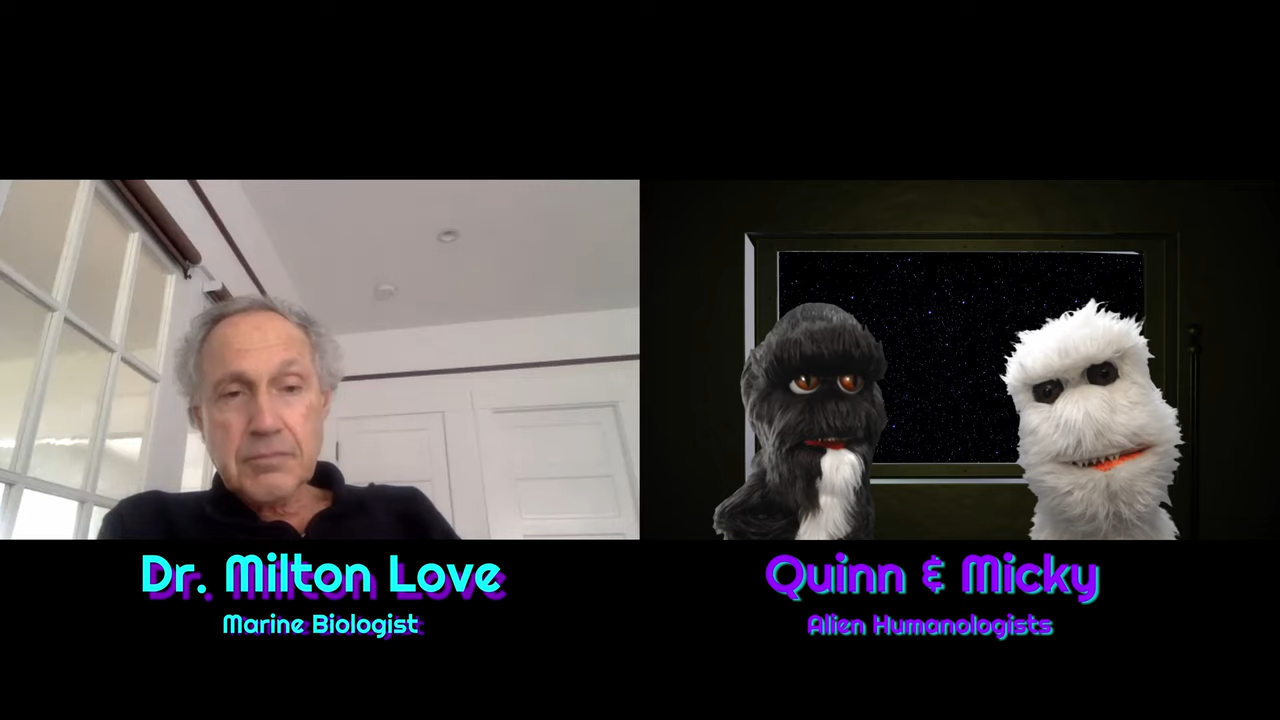 Dr. Milton Love
Marine Biologist
Quinn & Micky
Alien Humanologists